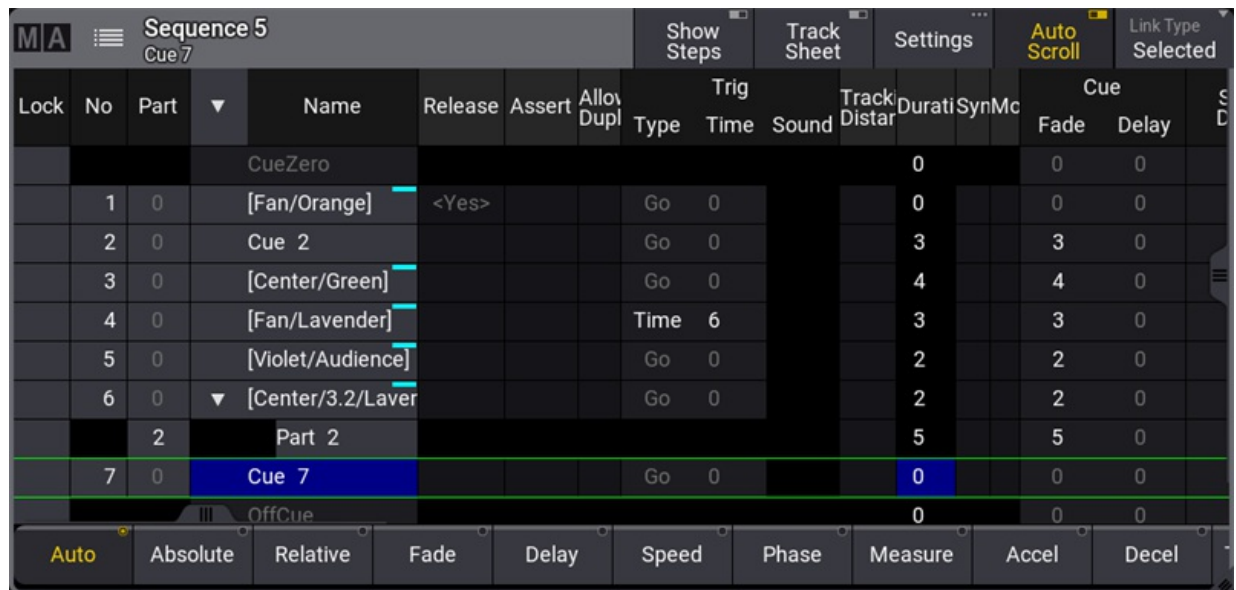 MA Sequence 5 Show Steps Track Sheet Settings Auto Scroll Link Type Selected
Cue 7
Lock No Part ▼ Name Release Assert Allov Dupl Trig Type Time Sound Tracki Distar Durati Syn Mc Cue Fade Delay S D
CueZero 0 0 0
1 0 [Fan/Orange] <Yes> Go 0 0 0 0
2 0 Cue 2 Go 0 3 3 0
3 0 [Center/Green] Go 0 4 4 0
4 0 [Fan/Lavender] Time 6 3 3 0
5 0 [Violet/Audience] Go 0 2 2 0
6 0 ▼ [Center/3.2/Laver Go 0 2 2 0
2 Part 2 5 5 0
7 0 Cue 7 Go 0 0 0 0
OffCue 0 0 0
Auto Absolute Relative Fade Delay Speed Phase Measure Accel Decel